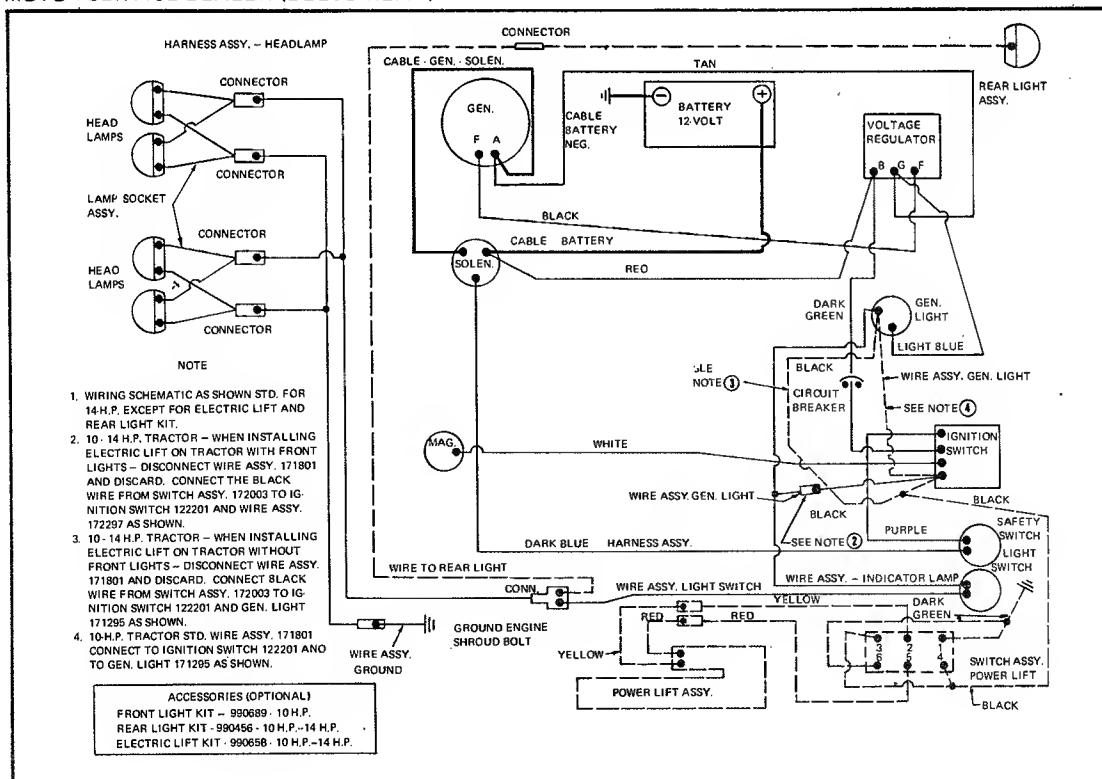 HARNESS ASSY. – HEADLAMP
CONNECTOR
HEAD
LAMPS
CONNECTOR
LAMP SOCKET
ASSY.
CONNECTOR
HEAO
LAMPS
CONNECTOR
CONNECTOR
CABLE - GEN. - SOLEN.
TAN
REAR LIGHT
ASSY.
GEN.
F A
CABLE
BATTERY
NEG.
BATTERY
12-VOLT
VOLTAGE
REGULATOR
B G F
BLACK
CABLE BATTERY
SOLEN.
REO
DARK
GREEN
GEN.
LIGHT
LIGHT BLUE
NOTE 3
BLACK
CIRCUIT
BREAKER
WIRE ASSY. GEN. LIGHT
SEE NOTE 4
MAG.
WHITE
IGNITION
SWITCH
WIRE ASSY. GEN. LIGHT
BLACK
BLACK
PURPLE
SAFETY
SWITCH
SEE NOTE 2
DARK BLUE HARNESS ASSY.
LIGHT
SWITCH
WIRE TO REAR LIGHT
CONN.
WIRE ASSY. LIGHT SWITCH
WIRE ASSY. – INDICATOR LAMP
YELLOW
RED RED
DARK
GREEN
GROUND ENGINE
SHROUD BOLT
WIRE ASSY.
GROUND
YELLOW
POWER LIFT ASSY.
3 2 1
6 5 4
SWITCH ASSY.
POWER LIFT
BLACK
NOTE
1. WIRING SCHEMATIC AS SHOWN STD. FOR
14-H.P. EXCEPT FOR ELECTRIC LIFT AND
REAR LIGHT KIT.
2. 10 - 14 H.P. TRACTOR – WHEN INSTALLING
ELECTRIC LIFT ON TRACTOR WITH FRONT
LIGHTS – DISCONNECT WIRE ASSY. 171801
AND DISCARD. CONNECT THE BLACK
WIRE FROM SWITCH ASSY. 172003 TO IG-
NITION SWITCH 122201 AND WIRE ASSY.
172297 AS SHOWN.
3. 10 - 14 H.P. TRACTOR – WHEN INSTALLING
ELECTRIC LIFT ON TRACTOR WITHOUT
FRONT LIGHTS – DISCONNECT WIRE ASSY.
171801 AND DISCARD. CONNECT BLACK
WIRE FROM SWITCH ASSY. 172003 TO IG-
NITION SWITCH 122201 AND GEN. LIGHT
171295 AS SHOWN.
4. 10-H.P. TRACTOR STD. WIRE ASSY. 171801
CONNECT TO IGNITION SWITCH 122201 ANO
TO GEN. LIGHT 171295 AS SHOWN.
ACCESSORIES (OPTIONAL)
FRONT LIGHT KIT – 990689 - 10 H.P.
REAR LIGHT KIT - 990456 - 10 H.P.–14 H.P.
ELECTRIC LIFT KIT - 990658 - 10 H.P.–14 H.P.